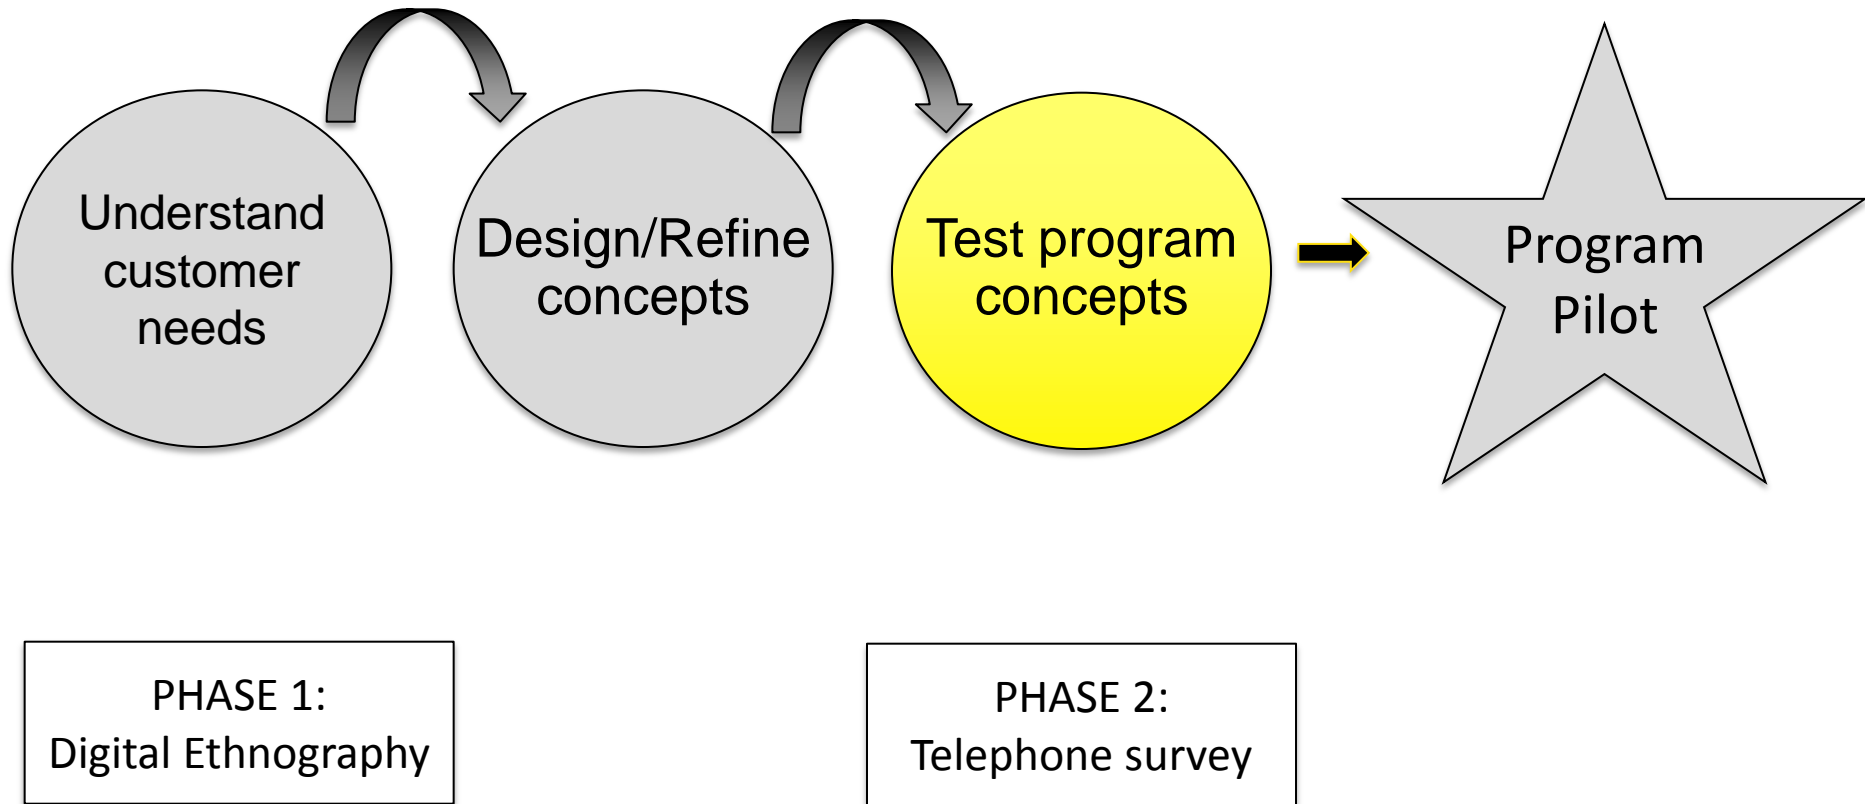 Understand
customer
needs
Design/Refine
concepts
Test program
concepts
Program
Pilot
PHASE 1:
Digital Ethnography
PHASE 2:
Telephone survey